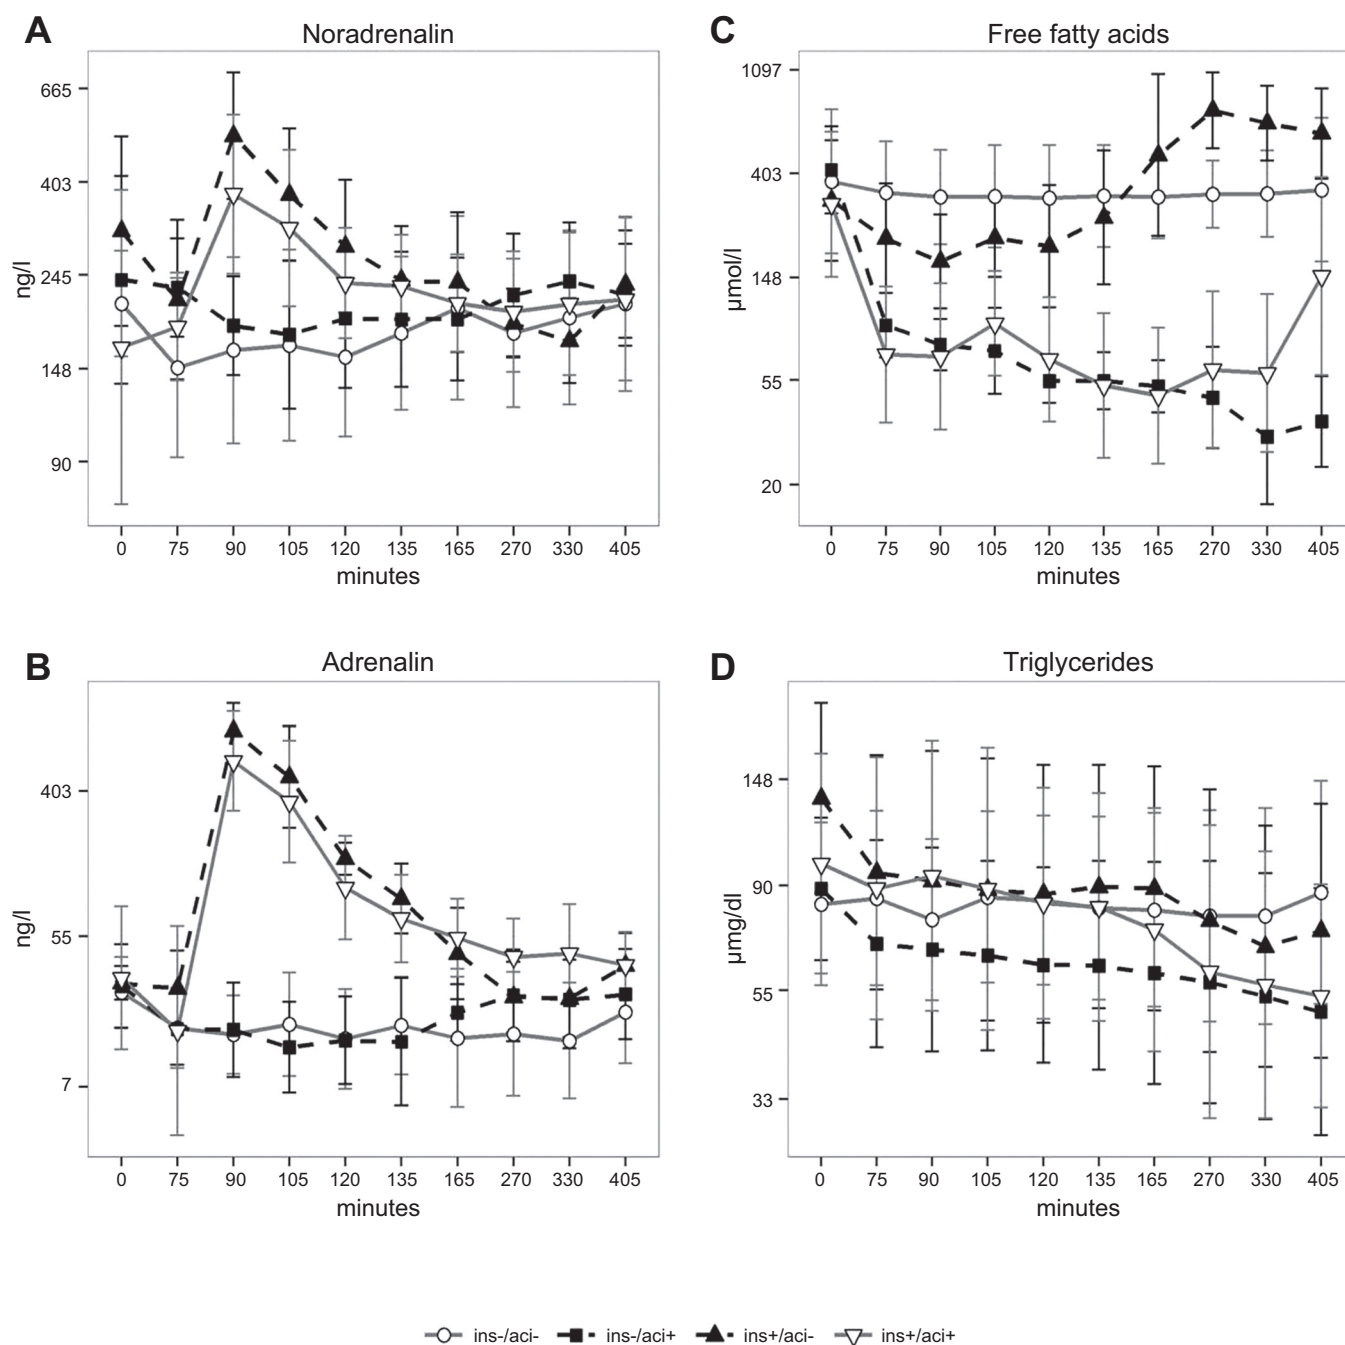 A
Noradrenalin
665
403
245
148
90
ng/l
0 75 90 105 120 135 165 270 330 405
minutes
C
Free fatty acids
1097
403
148
55
20
µmol/l
0 75 90 105 120 135 165 270 330 405
minutes
B
Adrenalin
403
55
7
ng/l
0 75 90 105 120 135 165 270 330 405
minutes
D
Triglycerides
148
90
55
33
µmg/dl
0 75 90 105 120 135 165 270 330 405
minutes
ins-/aci- ins-/aci+ ins+/aci- ins+/aci+